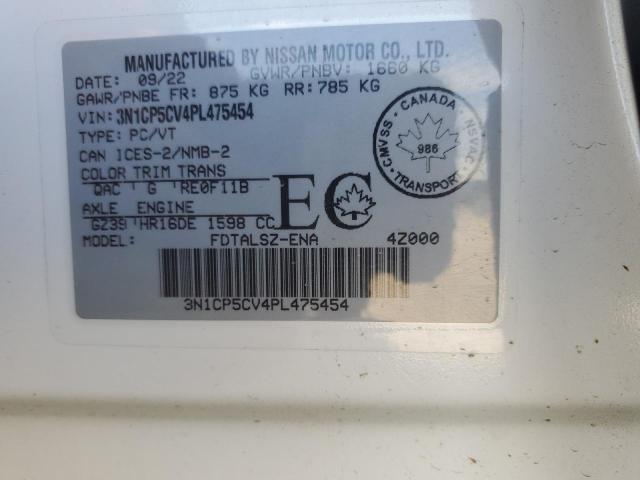 MANUFACTURED BY NISSAN MOTOR CO., LTD.
DATE: 09/22 GVWR/PNBV: 1660 KG
GAWR/PNBE FR: 875 KG RR:785 KG
VIN: 3N1CP5CV4PL475454
TYPE: PC/VT
CAN ICES-2/NMB-2
COLOR TRIM TRANS
QAC G RE0F11B
AXLE ENGINE
GZ39 HR16DE 1598 CC
MODEL: FDTALSZ-ENA 4Z000
EC
CANADA
CMVSS NSVAC
986
TRANSPORT
3N1CP5CV4PL475454